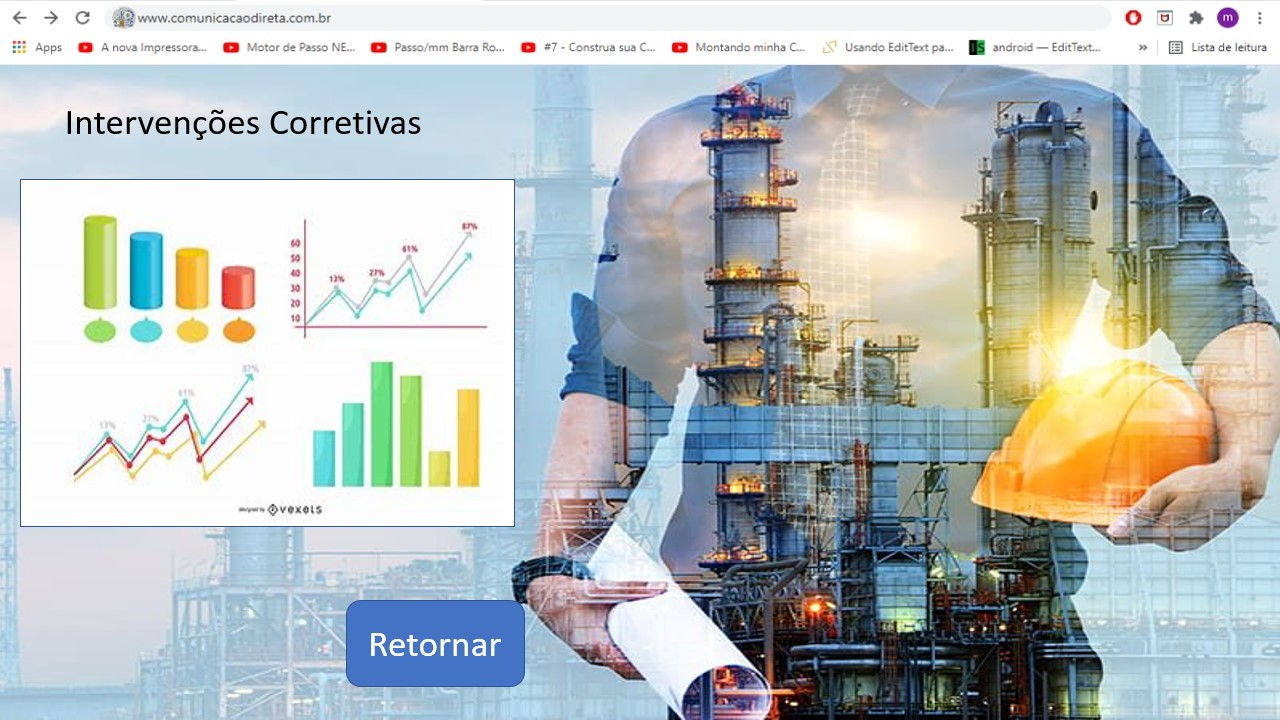 www.comunicacaodireta.com.br
Apps A nova Impressora... Motor de Passo NE... Passo/mm Barra Ro... #7 - Construa sua C... Montando minha C... Usando EditText pa... android — EditText... » Lista de leitura
m
Intervenções Corretivas
60
50
40
30
20
10
13%
27%
61%
87%
13%
27%
61%
87%
designed by vexels
Retornar